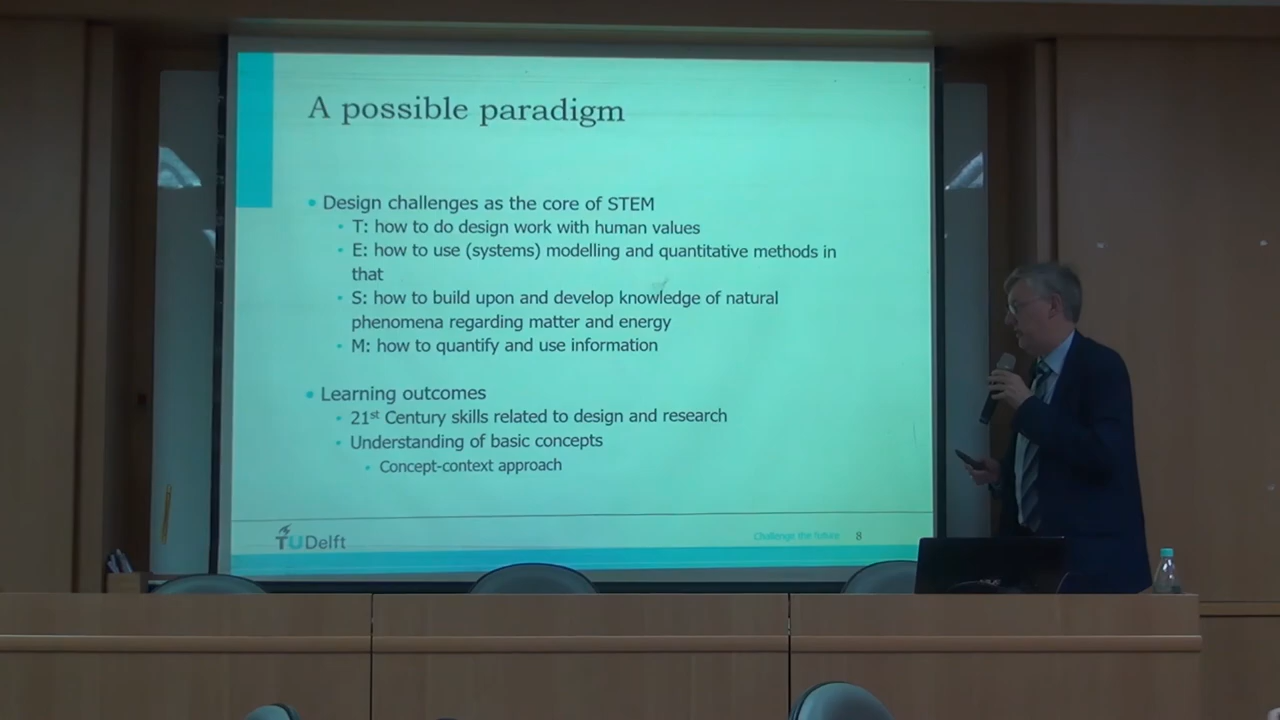 A possible paradigm
• Design challenges as the core of STEM
• T: how to do design work with human values
• E: how to use (systems) modelling and quantitative methods in
that
• S: how to build upon and develop knowledge of natural
phenomena regarding matter and energy
• M: how to quantify and use information
• Learning outcomes
• 21st Century skills related to design and research
• Understanding of basic concepts
• Concept-context approach
TUDelft
Challenge the future 8